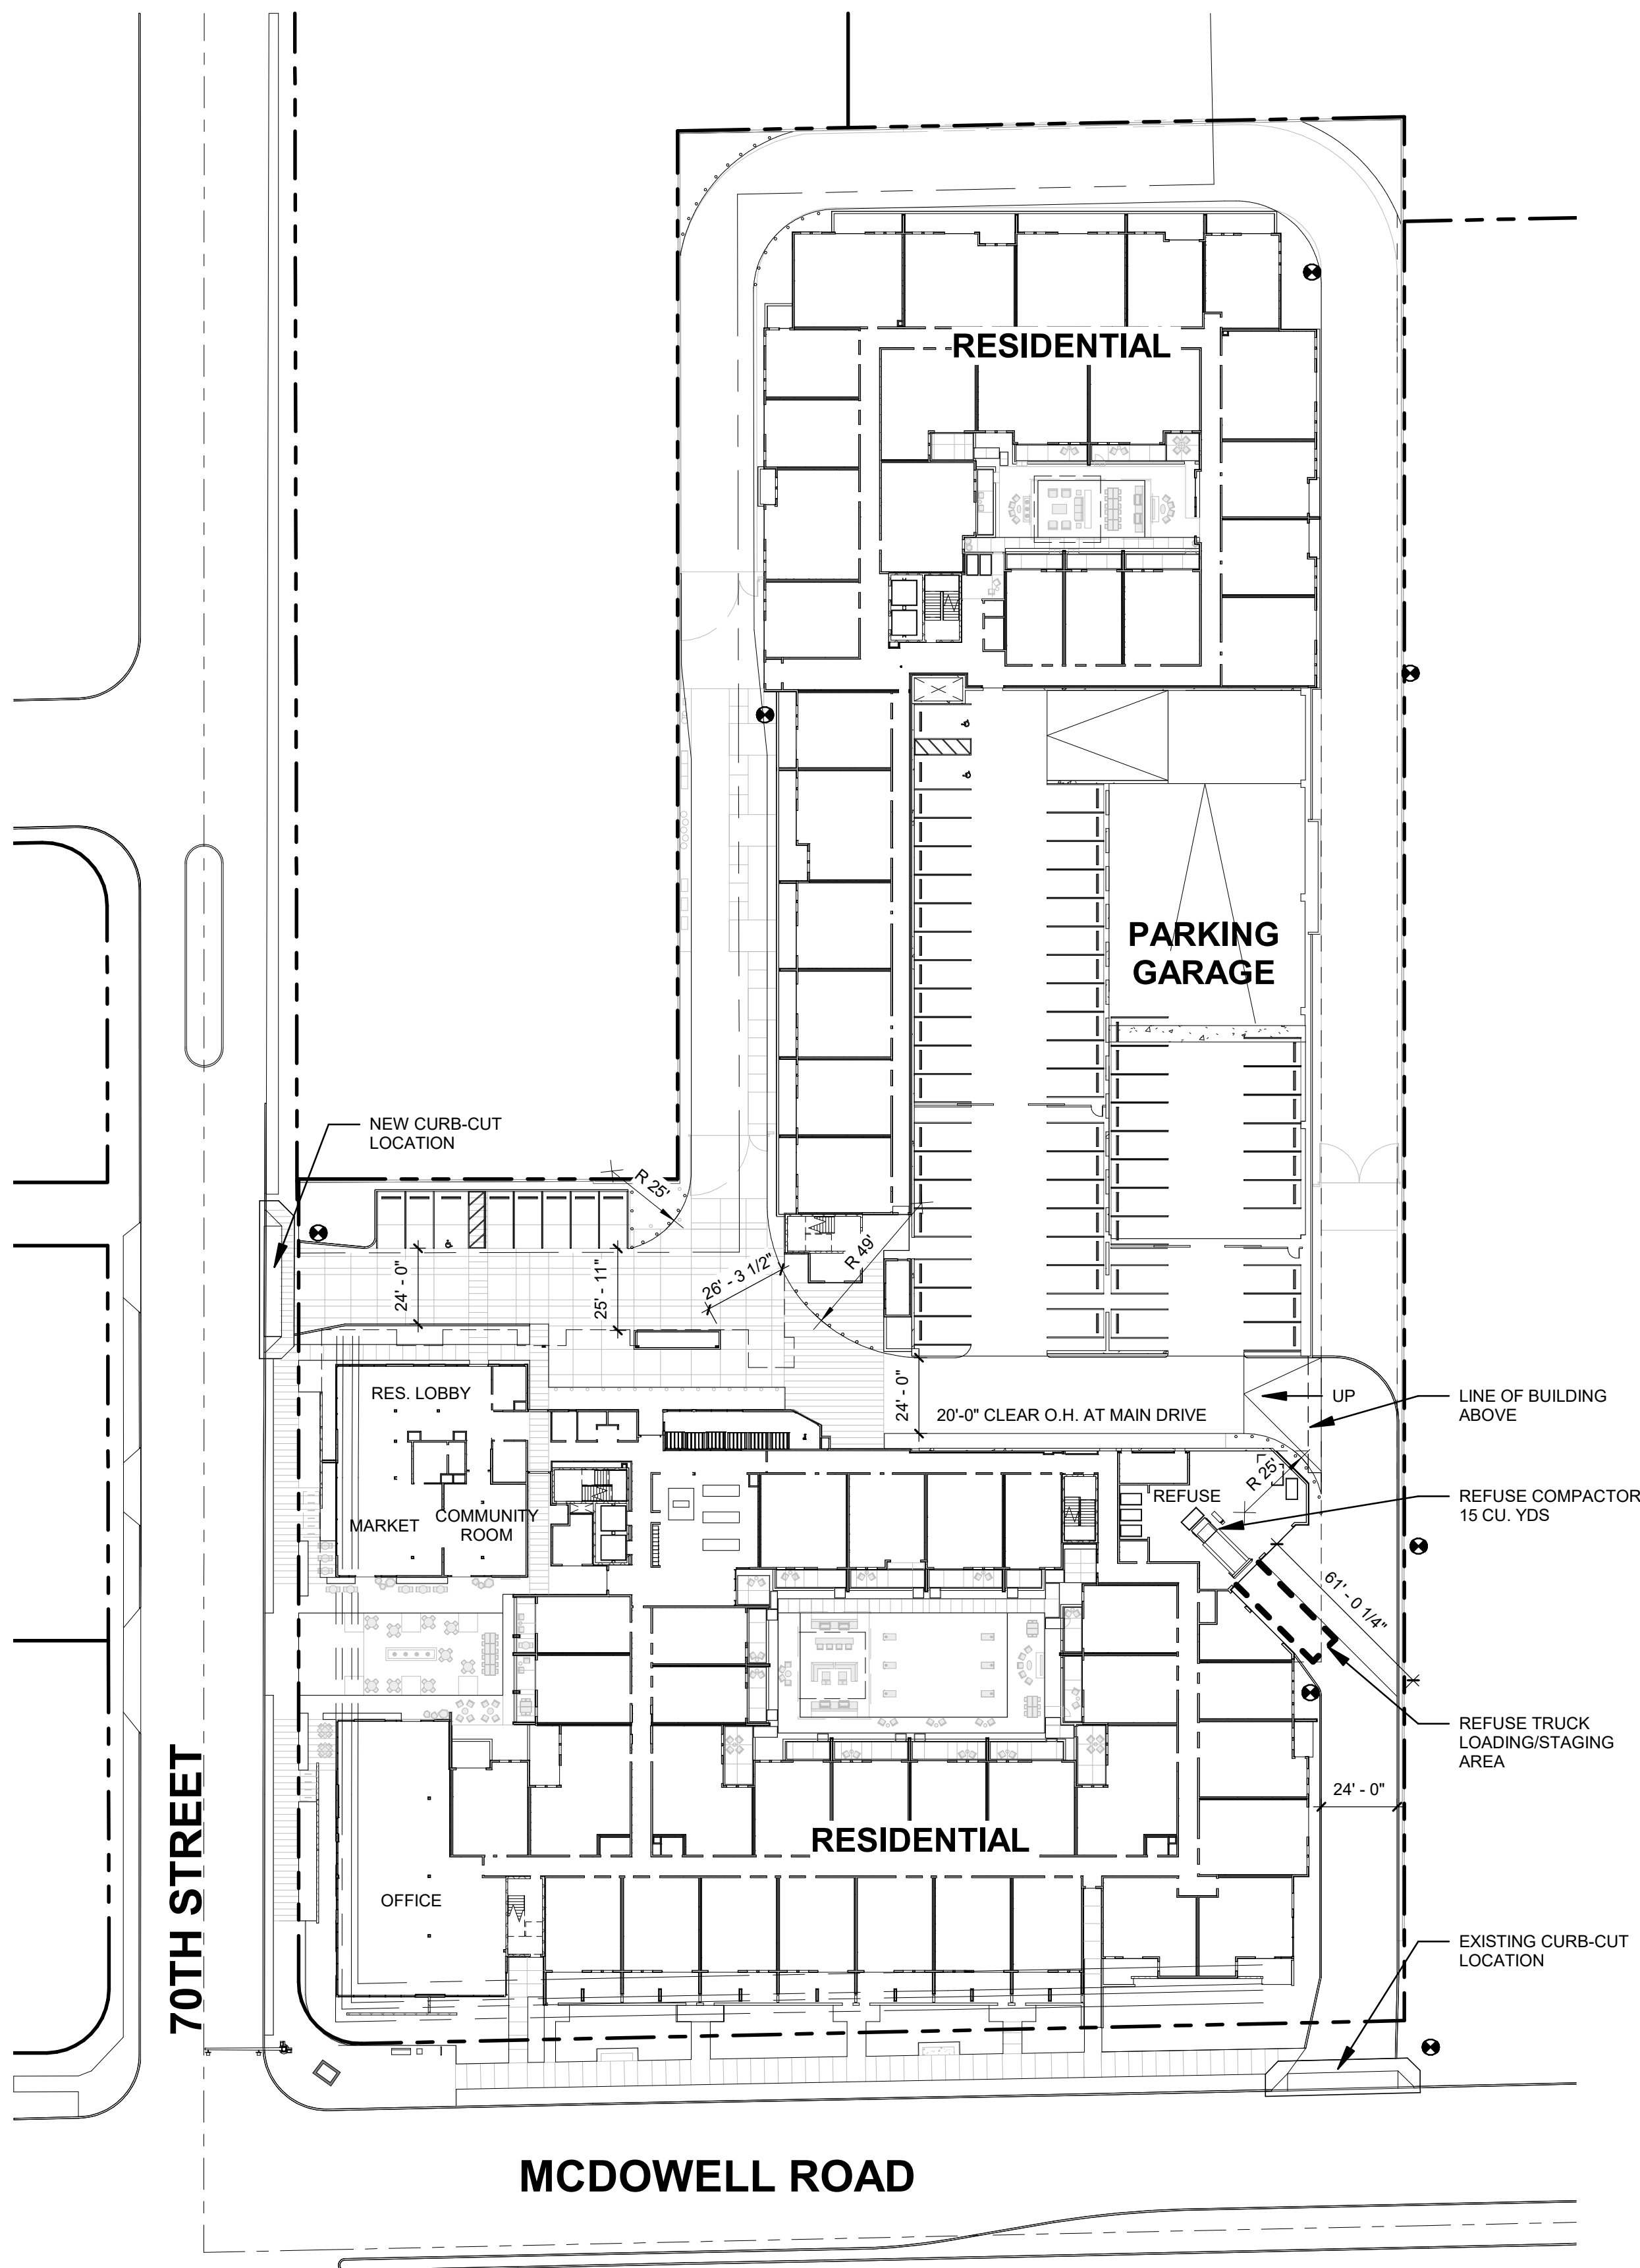 RESIDENTIAL
PARKING
GARAGE
NEW CURB-CUT
LOCATION
R 25'
24' - 0"
25' - 11"
26' - 3 1/2"
R 49'
24' - 0"
20'-0" CLEAR O.H. AT MAIN DRIVE
UP
LINE OF BUILDING
ABOVE
RES. LOBBY
MARKET
COMMUNITY
ROOM
R 25'
REFUSE
REFUSE COMPACTOR
15 CU. YDS
61' - 0 1/4"
REFUSE TRUCK
LOADING/STAGING
AREA
24' - 0"
RESIDENTIAL
OFFICE
70TH STREET
EXISTING CURB-CUT
LOCATION
MCDOWELL ROAD